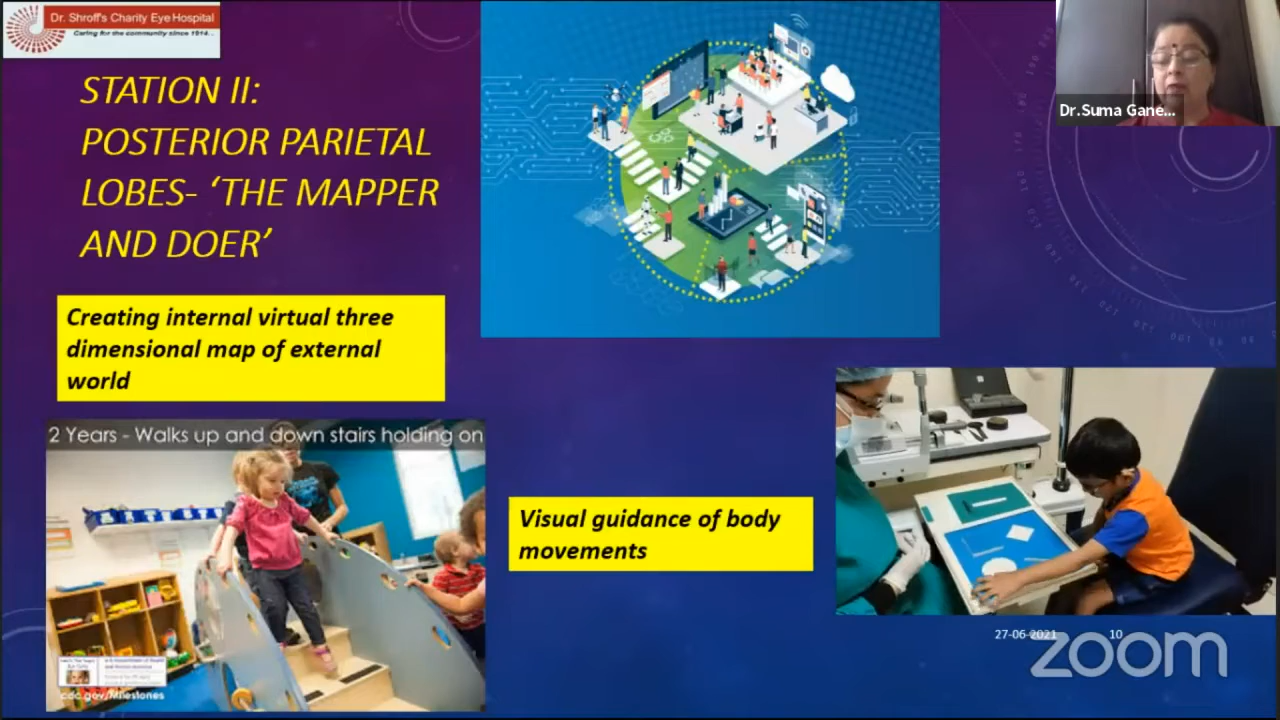 Dr. Shroff's Charity Eye Hospital
Caring for the community since 1914...
STATION II:
POSTERIOR PARIETAL
LOBES- ‘THE MAPPER
AND DOER’
Dr.Suma Gane...
Creating internal virtual three
dimensional map of external
world
2 Years - Walks up and down stairs holding on
cdc.gov/Milestones
Visual guidance of body
movements
27-06-2021
10
zoom